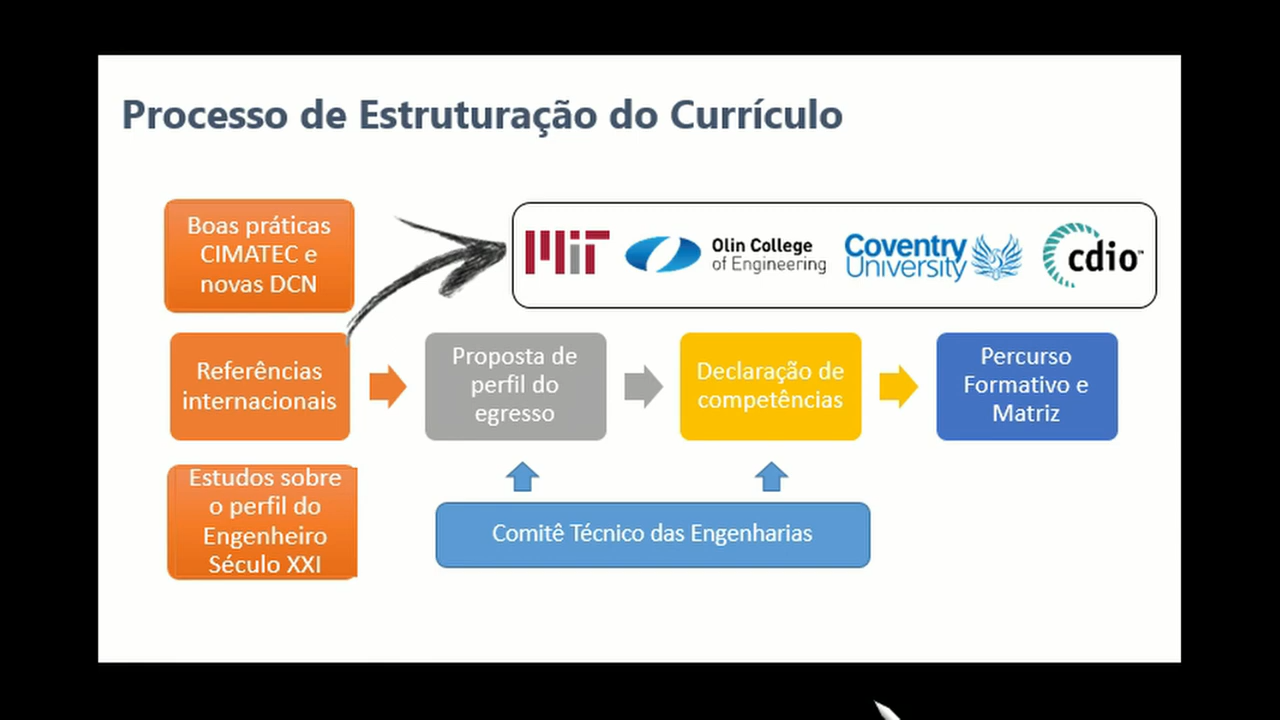 Processo de Estruturação do Currículo
Boas práticas
CIMATEC e
novas DCN
MIT
Olin College
of Engineering
Coventry
University
cdio™
Referências
internacionais
Proposta de
perfil do
egresso
Declaração de
competências
Percurso
Formativo e
Matriz
Estudos sobre
o perfil do
Engenheiro
Século XXI
Comitê Técnico das Engenharias